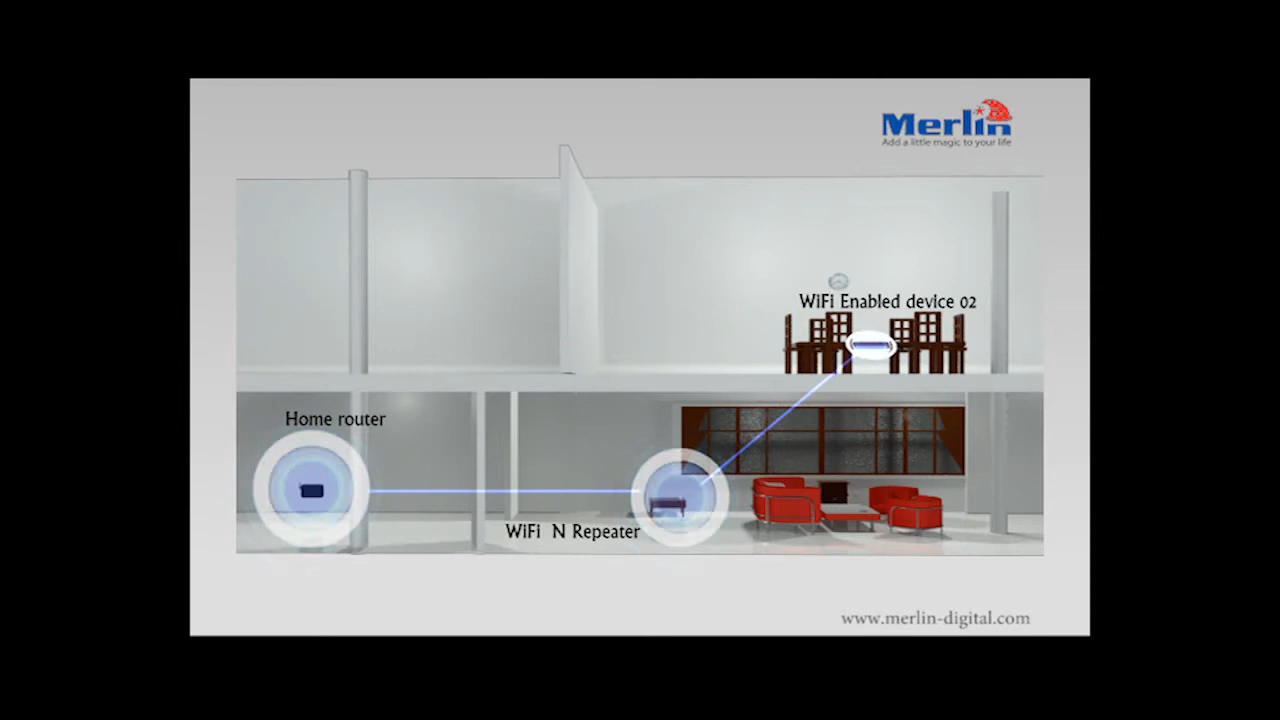 Merlin
Add a little magic to your life
WiFi Enabled device 02
Home router
WiFi N Repeater
www.merlin-digital.com